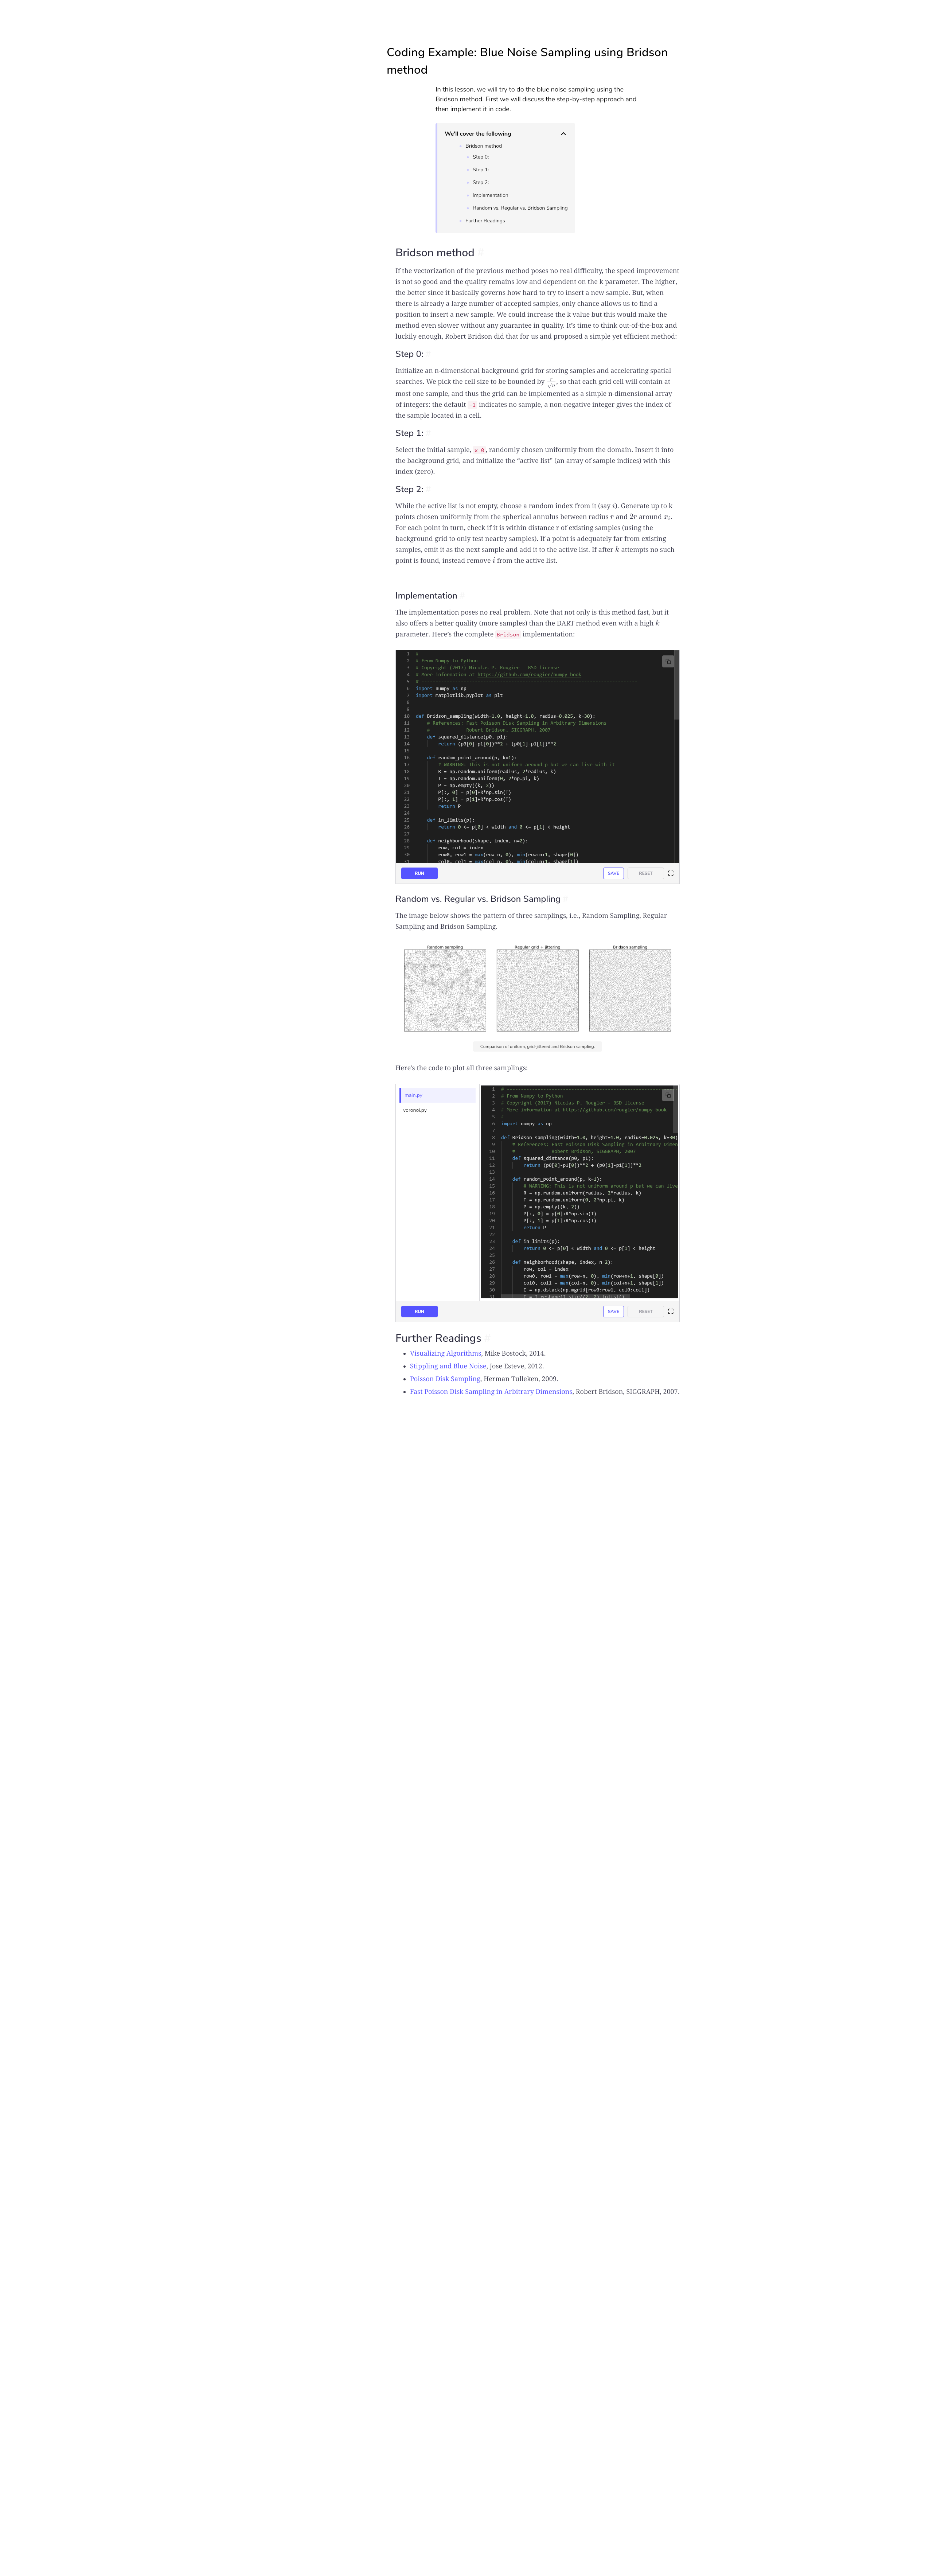 Coding Example: Blue Noise Sampling using Bridson
method
In this lesson, we will try to do the blue noise sampling using the
Bridson method. First we will discuss the step-by-step approach and
then implement it in code.
We'll cover the following
Bridson method
Step 0:
Step 1:
Step 2:
Implementation
Random vs. Regular vs. Bridson Sampling
Further Readings
Bridson method
If the vectorization of the previous method poses no real difficulty, the speed improvement
is not so good and the quality remains low and dependent on the k parameter. The higher,
the better since it basically governs how hard to try to insert a new sample. But, when
there is already a large number of accepted samples, only chance allows us to find a
position to insert a new sample. We could increase the k value but this would make the
method even slower without any guarantee in quality. It's time to think out-of-the-box and
luckily enough, Robert Bridson did that for us and proposed a simple yet efficient method:
Step 0:
Initialize an n-dimensional background grid for storing samples and accelerating spatial
searches. We pick the cell size to be bounded by r/√n, so that each grid cell will contain at
most one sample, and thus the grid can be implemented as a simple n-dimensional array
of integers: the default -1 indicates no sample, a non-negative integer gives the index of
the sample located in a cell.
Step 1:
Select the initial sample, x_0, randomly chosen uniformly from the domain. Insert it into
the background grid, and initialize the “active list” (an array of sample indices) with this
index (zero).
Step 2:
While the active list is not empty, choose a random index from it (say i). Generate up to k
points chosen uniformly from the spherical annulus between radius r and 2r around xᵢ.
For each point in turn, check if it is within distance r of existing samples (using the
background grid to only test nearby samples). If a point is adequately far from existing
samples, emit it as the next sample and add it to the active list. If after k attempts no such
point is found, instead remove i from the active list.
Implementation
The implementation poses no real problem. Note that not only is this method fast, but it
also offers a better quality (more samples) than the DART method even with a high k
parameter. Here's the complete Bridson implementation:
1 # -----------------------------------------------------------------------------
2 # From Numpy to Python
3 # Copyright (2017) Nicolas P. Rougier - BSD license
4 # More information at https://github.com/rougier/numpy-book
5 # -----------------------------------------------------------------------------
6 import numpy as np
7 import matplotlib.pyplot as plt
8
9
10 def Bridson_sampling(width=1.0, height=1.0, radius=0.025, k=30):
11 # References: Fast Poisson Disk Sampling in Arbitrary Dimensions
12 # Robert Bridson, SIGGRAPH, 2007
13 def squared_distance(p0, p1):
14 return (p0[0]-p1[0])**2 + (p0[1]-p1[1])**2
15
16 def random_point_around(p, k=1):
17 # WARNING: This is not uniform around p but we can live with it
18 R = np.random.uniform(radius, 2*radius, k)
19 T = np.random.uniform(0, 2*np.pi, k)
20 P = np.empty((k, 2))
21 P[:, 0] = p[0]+R*np.sin(T)
22 P[:, 1] = p[1]+R*np.cos(T)
23 return P
24
25 def in_limits(p):
26 return 0 <= p[0] < width and 0 <= p[1] < height
27
28 def neighborhood(shape, index, n=2):
29 row, col = index
30 row0, row1 = max(row-n, 0), min(row+n+1, shape[0])
31 col0, col1 = max(col-n, 0), min(col+n+1, shape[1])
RUN
SAVE
RESET
Random vs. Regular vs. Bridson Sampling
The image below shows the pattern of three samplings, i.e., Random Sampling, Regular
Sampling and Bridson Sampling.
Random sampling
Regular grid + jittering
Bridson sampling
Comparison of uniform, grid-jittered and Bridson sampling.
Here's the code to plot all three samplings:
main.py
voronoi.py
1 # -----------------------------------------------------------------------------
2 # From Numpy to Python
3 # Copyright (2017) Nicolas P. Rougier - BSD license
4 # More information at https://github.com/rougier/numpy-book
5 # -----------------------------------------------------------------------------
6 import numpy as np
7
8 def Bridson_sampling(width=1.0, height=1.0, radius=0.025, k=30)
9 # References: Fast Poisson Disk Sampling in Arbitrary Dimen
10 # Robert Bridson, SIGGRAPH, 2007
11 def squared_distance(p0, p1):
12 return (p0[0]-p1[0])**2 + (p0[1]-p1[1])**2
13
14 def random_point_around(p, k=1):
15 # WARNING: This is not uniform around p but we can live
16 R = np.random.uniform(radius, 2*radius, k)
17 T = np.random.uniform(0, 2*np.pi, k)
18 P = np.empty((k, 2))
19 P[:, 0] = p[0]+R*np.sin(T)
20 P[:, 1] = p[1]+R*np.cos(T)
21 return P
22
23 def in_limits(p):
24 return 0 <= p[0] < width and 0 <= p[1] < height
25
26 def neighborhood(shape, index, n=2):
27 row, col = index
28 row0, row1 = max(row-n, 0), min(row+n+1, shape[0])
29 col0, col1 = max(col-n, 0), min(col+n+1, shape[1])
30 I = np.dstack(np.mgrid[row0:row1, col0:col1])
RUN
SAVE
RESET
Further Readings
Visualizing Algorithms, Mike Bostock, 2014.
Stippling and Blue Noise, Jose Esteve, 2012.
Poisson Disk Sampling, Herman Tulleken, 2009.
Fast Poisson Disk Sampling in Arbitrary Dimensions, Robert Bridson, SIGGRAPH, 2007.